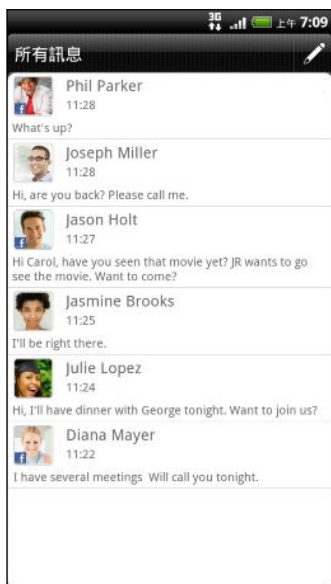 3G 上午 7:09
所有訊息
Phil Parker
11:28
What's up?
Joseph Miller
11:28
Hi, are you back? Please call me.
Jason Holt
11:27
Hi Carol, have you seen that movie yet? JR wants to go
see the movie. Want to come?
Jasmine Brooks
11:25
I'll be right there.
Julie Lopez
11:24
Hi, I'll have dinner with George tonight. Want to join us?
Diana Mayer
11:22
I have several meetings  Will call you tonight.